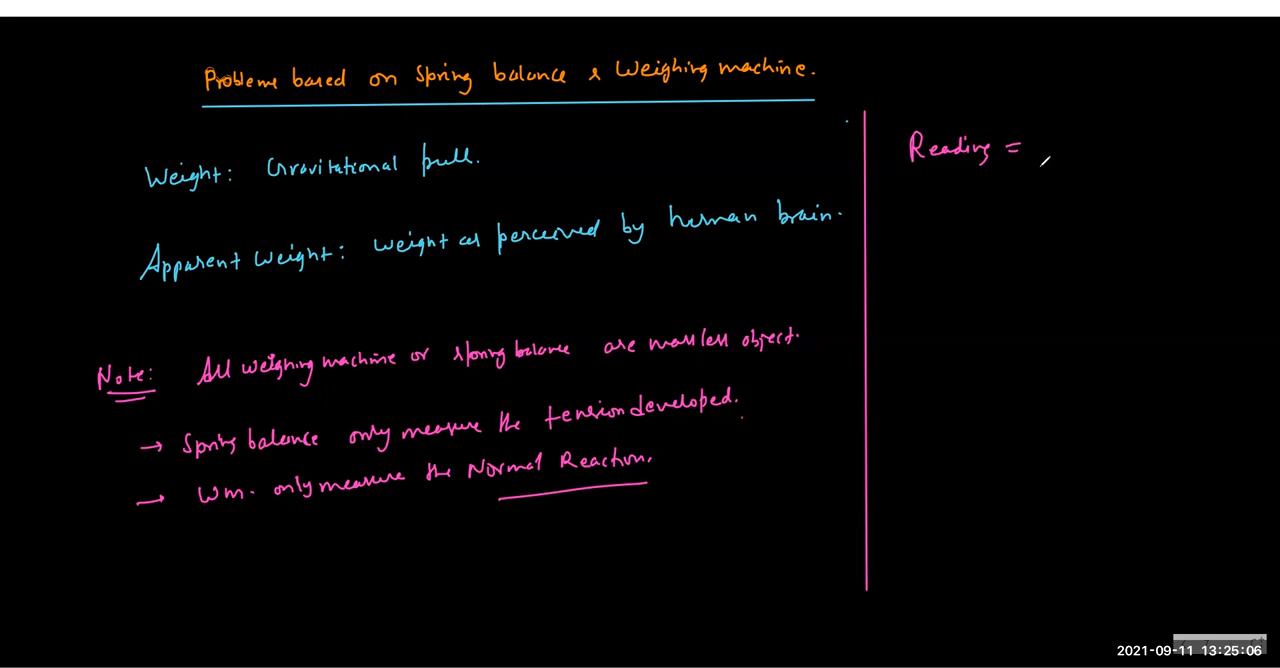 Problems based on Spring balance & Weighing machine.
Weight: Gravitational pull.
Apparent weight: weight as perceived by human brain.
Note: All weighing machine or spring balance are massless object.
→ Spring balance only measure the tension developed.
→ Wm. only measure the Normal Reaction.
Reading =
2021-09-11 13:25:06